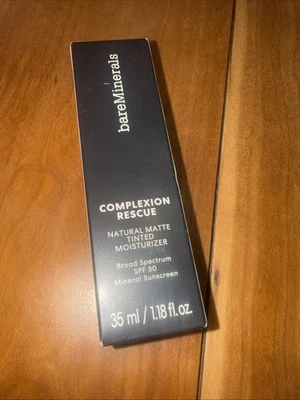 bareMinerals
COMPLEXION
RESCUE
NATURAL MATTE
TINTED
MOISTURIZER
Broad Spectrum
SPF 30
Mineral Sunscreen
35 ml / 1.18 fl.oz.